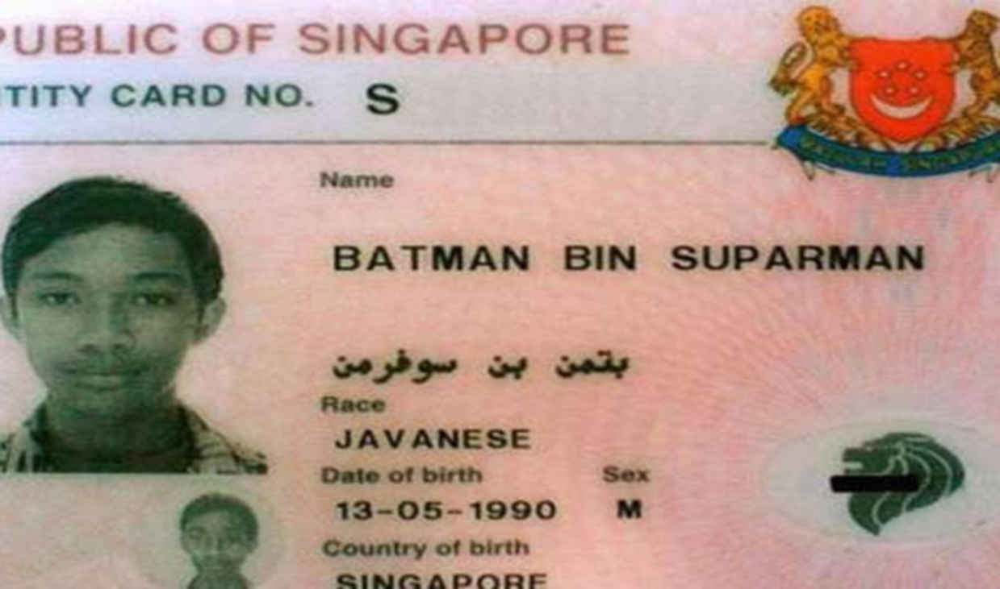 PUBLIC OF SINGAPORE
TITY CARD NO. S
Name
BATMAN BIN SUPARMAN
بتمن بن سوفرمن
Race
JAVANESE
Date of birth Sex
13-05-1990 M
Country of birth
SINGAPORE